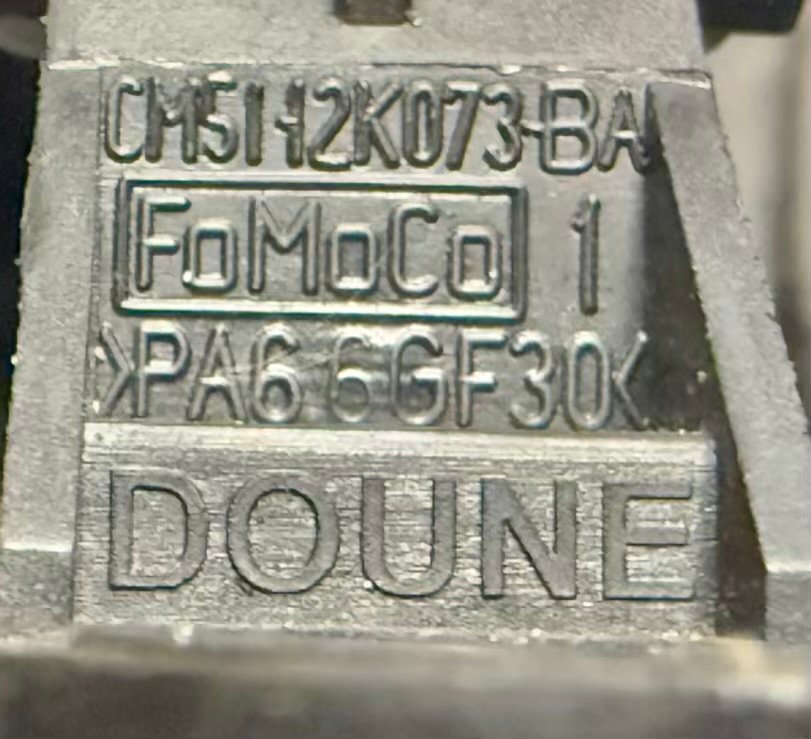 CM51-12K073-BA
FoMoCo 1
>PA6 6GF30<
DOUNE